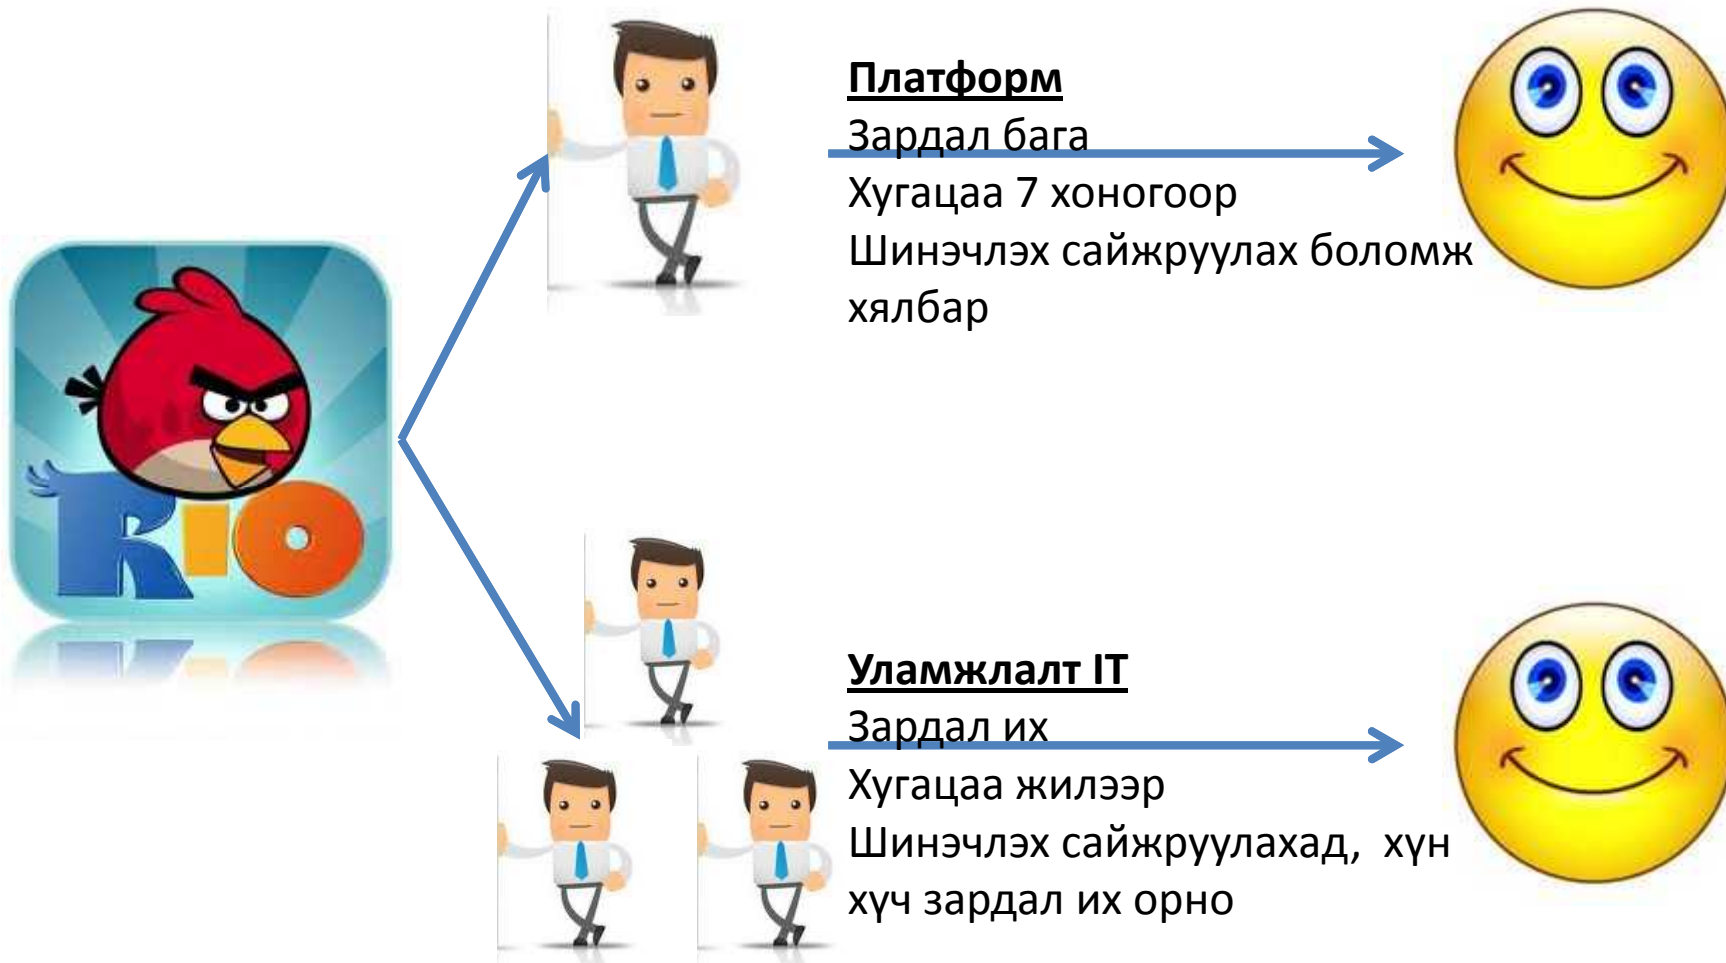 Платформ
Зардал бага
Хугацаа 7 хоногоор
Шинэчлэх сайжруулах боломж
хялбар
RIO
Уламжлалт IT
Зардал их
Хугацаа жилээр
Шинэчлэх сайжруулахад, хүн
хүч зардал их орно